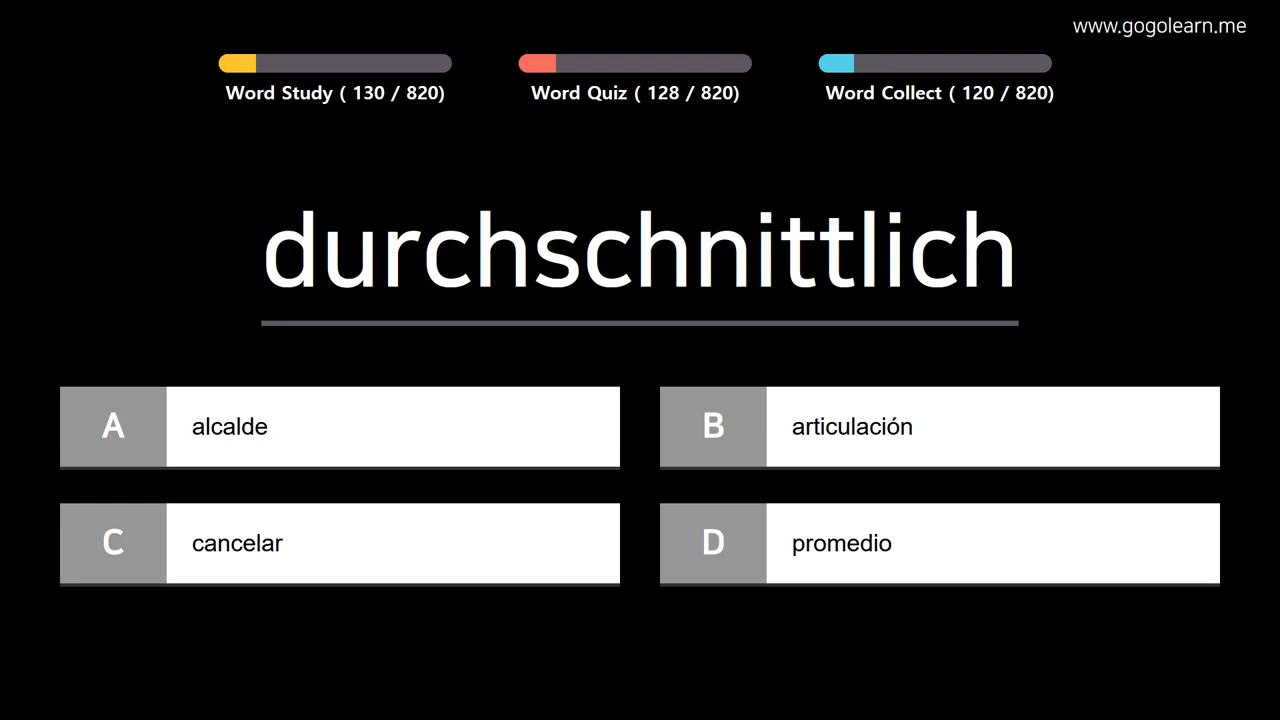 www.gogolearn.me
Word Study ( 130 / 820)
Word Quiz ( 128 / 820)
Word Collect ( 120 / 820)
durchschnittlich
A alcalde
B articulación
C cancelar
D promedio